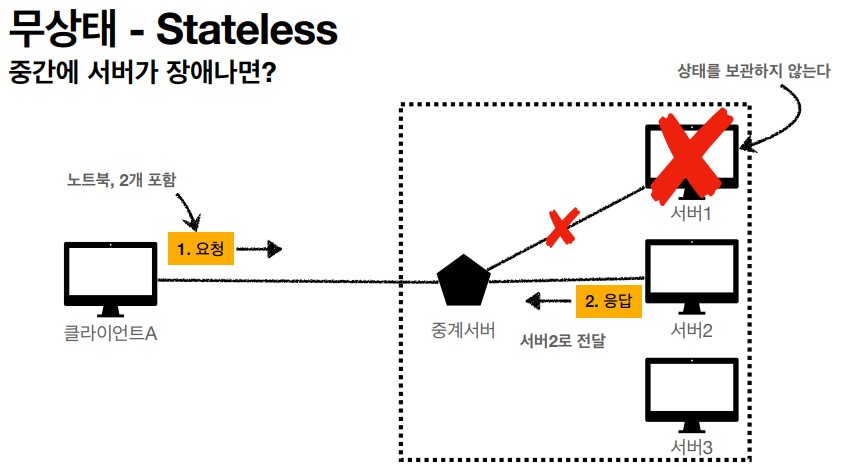 무상태 - Stateless
중간에 서버가 장애나면?
상태를 보관하지 않는다
노트북, 2개 포함
1. 요청
서버1
2. 응답
클라이언트A
중계서버
서버2로 전달
서버2
서버3